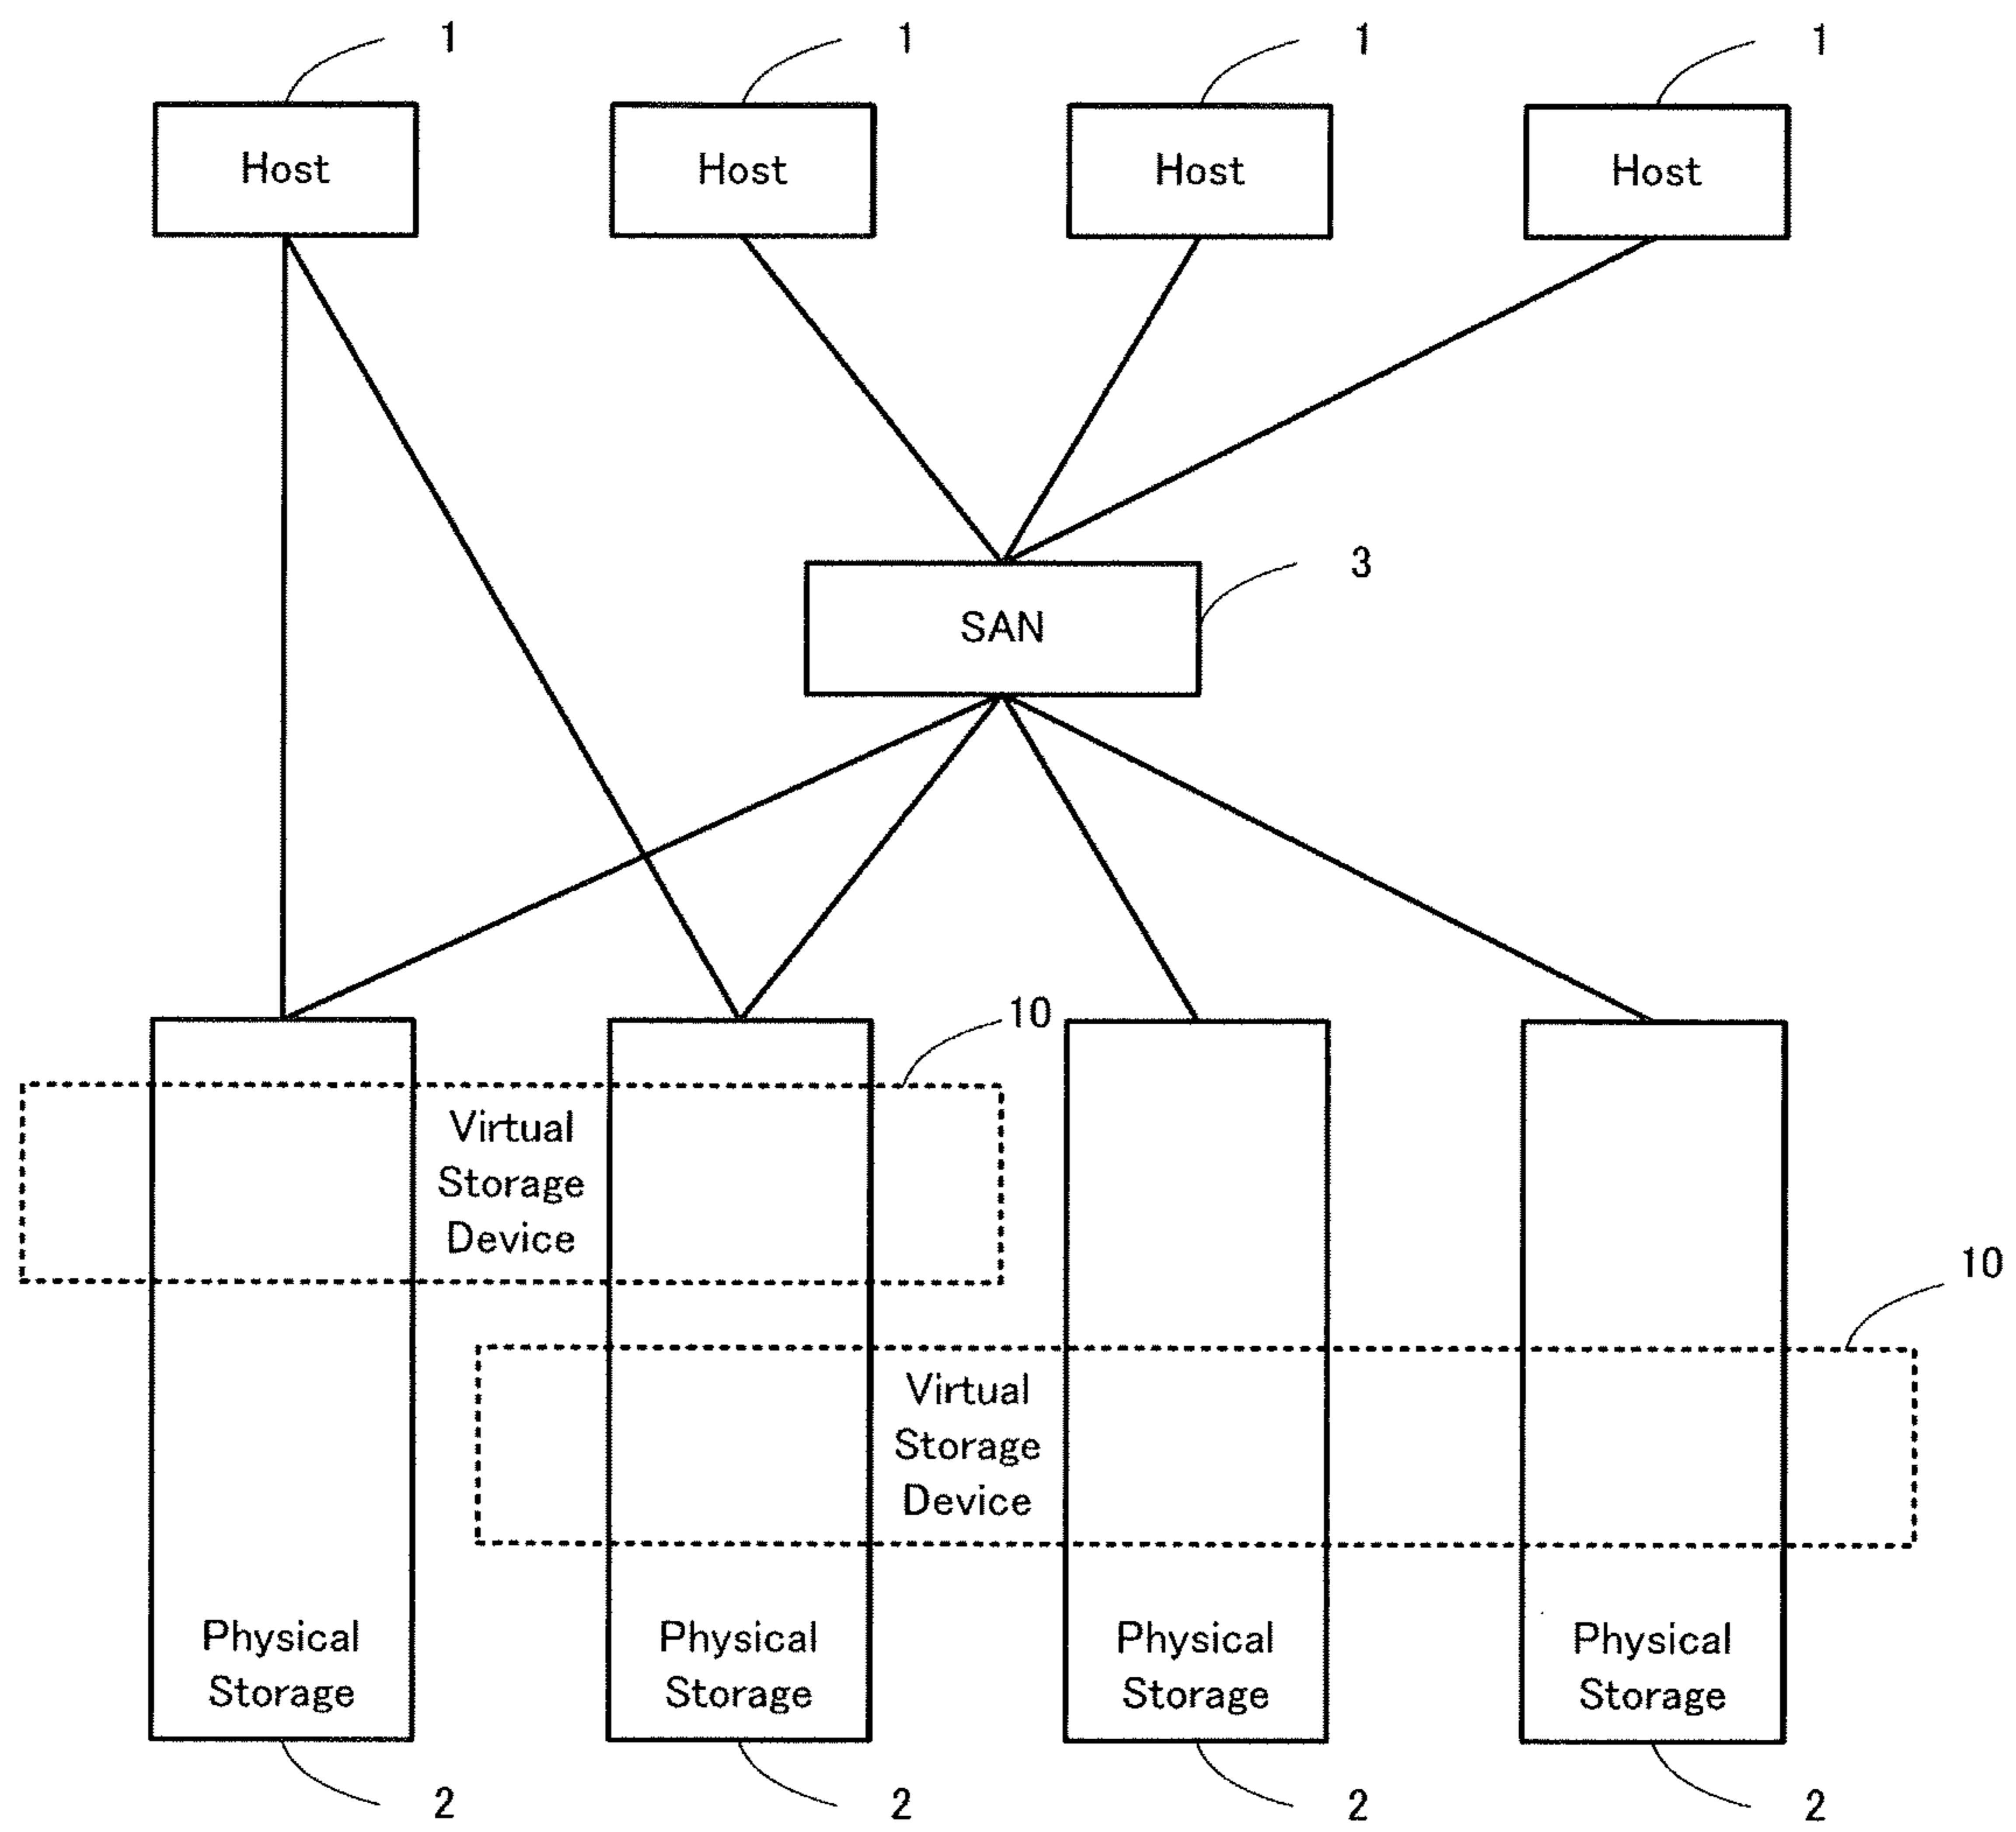 1
1
1
1
Host
Host
Host
Host
3
SAN
10
Virtual
Storage
Device
10
Virtual
Storage
Device
Physical
Storage
Physical
Storage
Physical
Storage
Physical
Storage
2
2
2
2